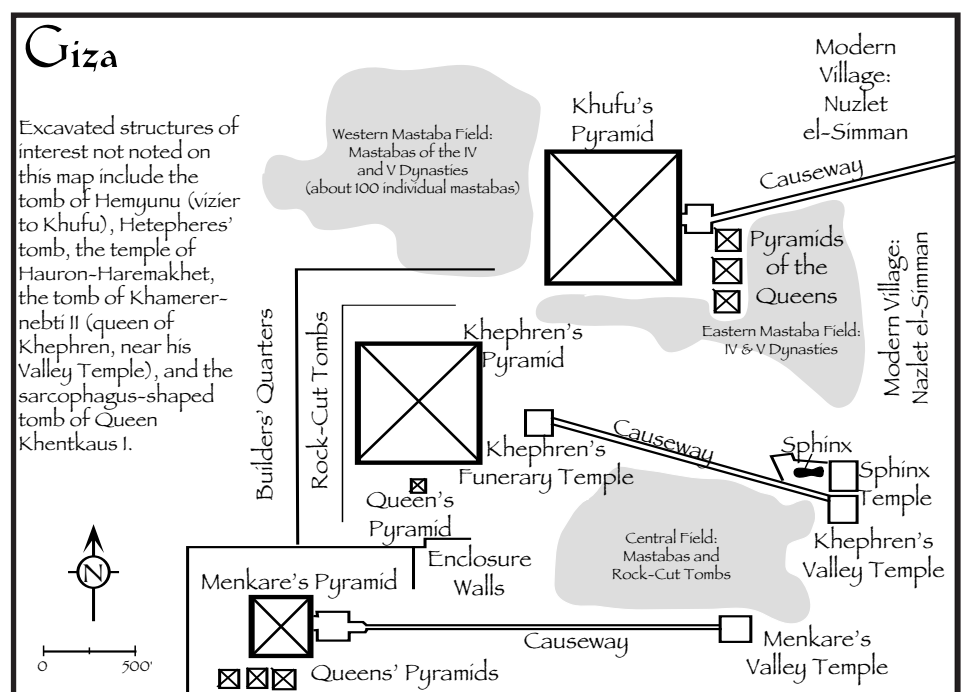 Giza
Excavated structures of
interest not noted on
this map include the
tomb of Hemyunu (vizier
to Khufu), Hetepheres'
tomb, the temple of
Hauron-Haremakhet,
the tomb of Khamerer-
nebti II (queen of
Khephren, near his
Valley Temple), and the
sarcophagus-shaped
tomb of Queen
Khentkaus I.
Western Mastaba Field:
Mastabas of the IV
and V Dynasties
(about 100 individual mastabas)
Khufu's
Pyramid
Modern
Village:
Nuzlet
el-Simman
Causeway
Pyramids
of the
Queens
Eastern Mastaba Field:
IV & V Dynasties
Modern Village:
Nazlet el-Simman
Builders' Quarters
Rock-Cut Tombs
Khephren's
Pyramid
Khephren's
Funerary Temple
Causeway
Sphinx
Sphinx
Temple
Khephren's
Valley Temple
Queen's
Pyramid
Enclosure
Walls
Central Field:
Mastabas and
Rock-Cut Tombs
Menkare's Pyramid
Causeway
Menkare's
Valley Temple
Queens' Pyramids
N
0 500'